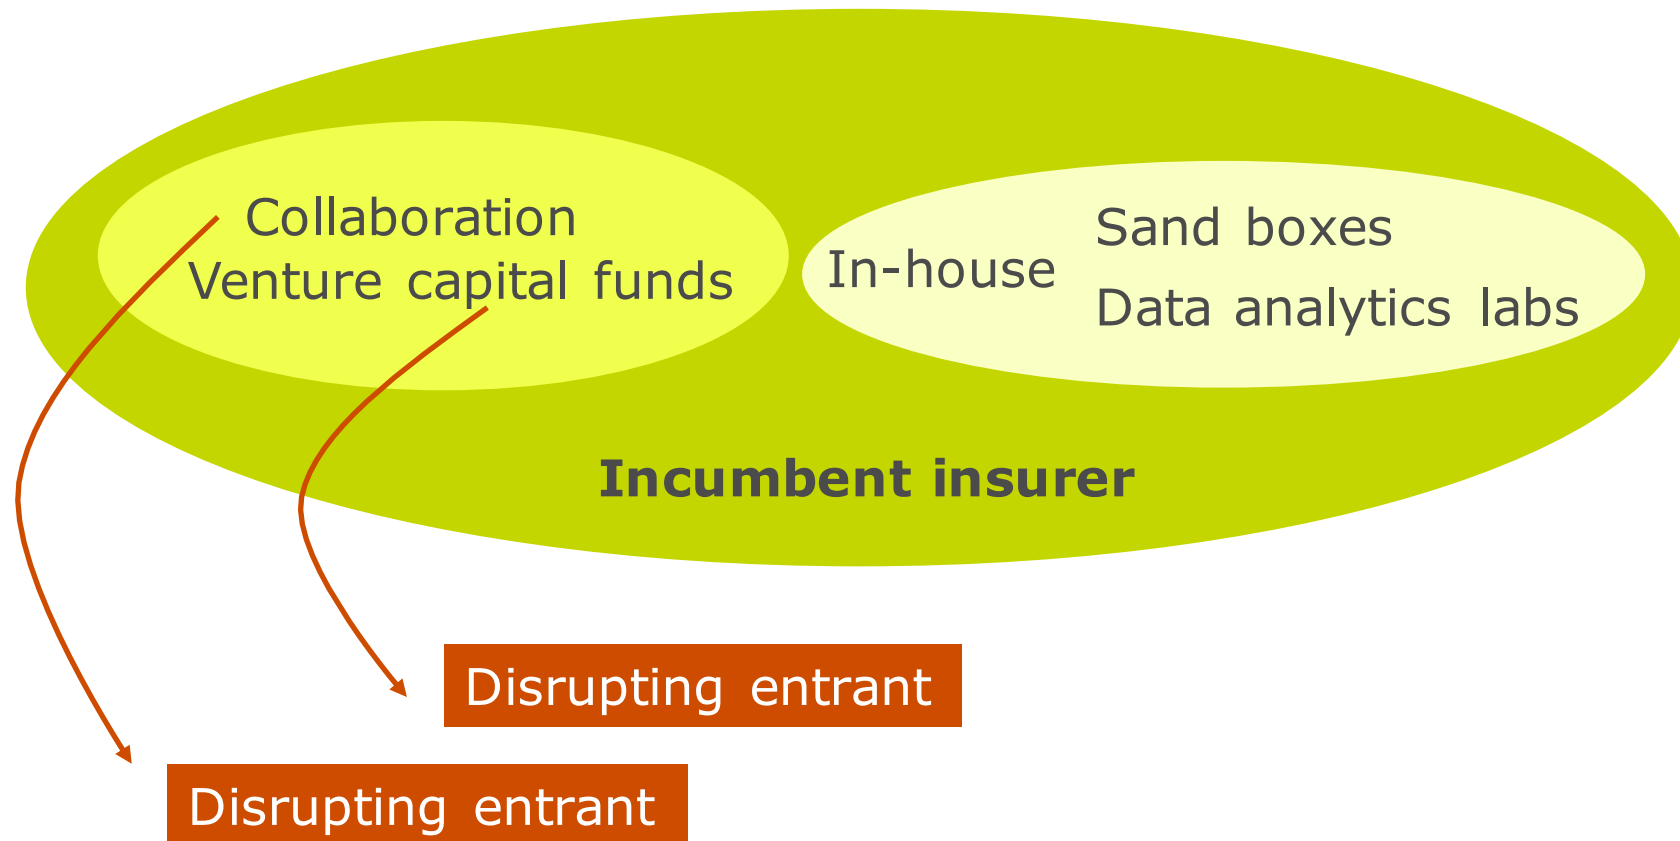 Collaboration
Venture capital funds
In-house
Sand boxes
Data analytics labs
Incumbent insurer
Disrupting entrant
Disrupting entrant